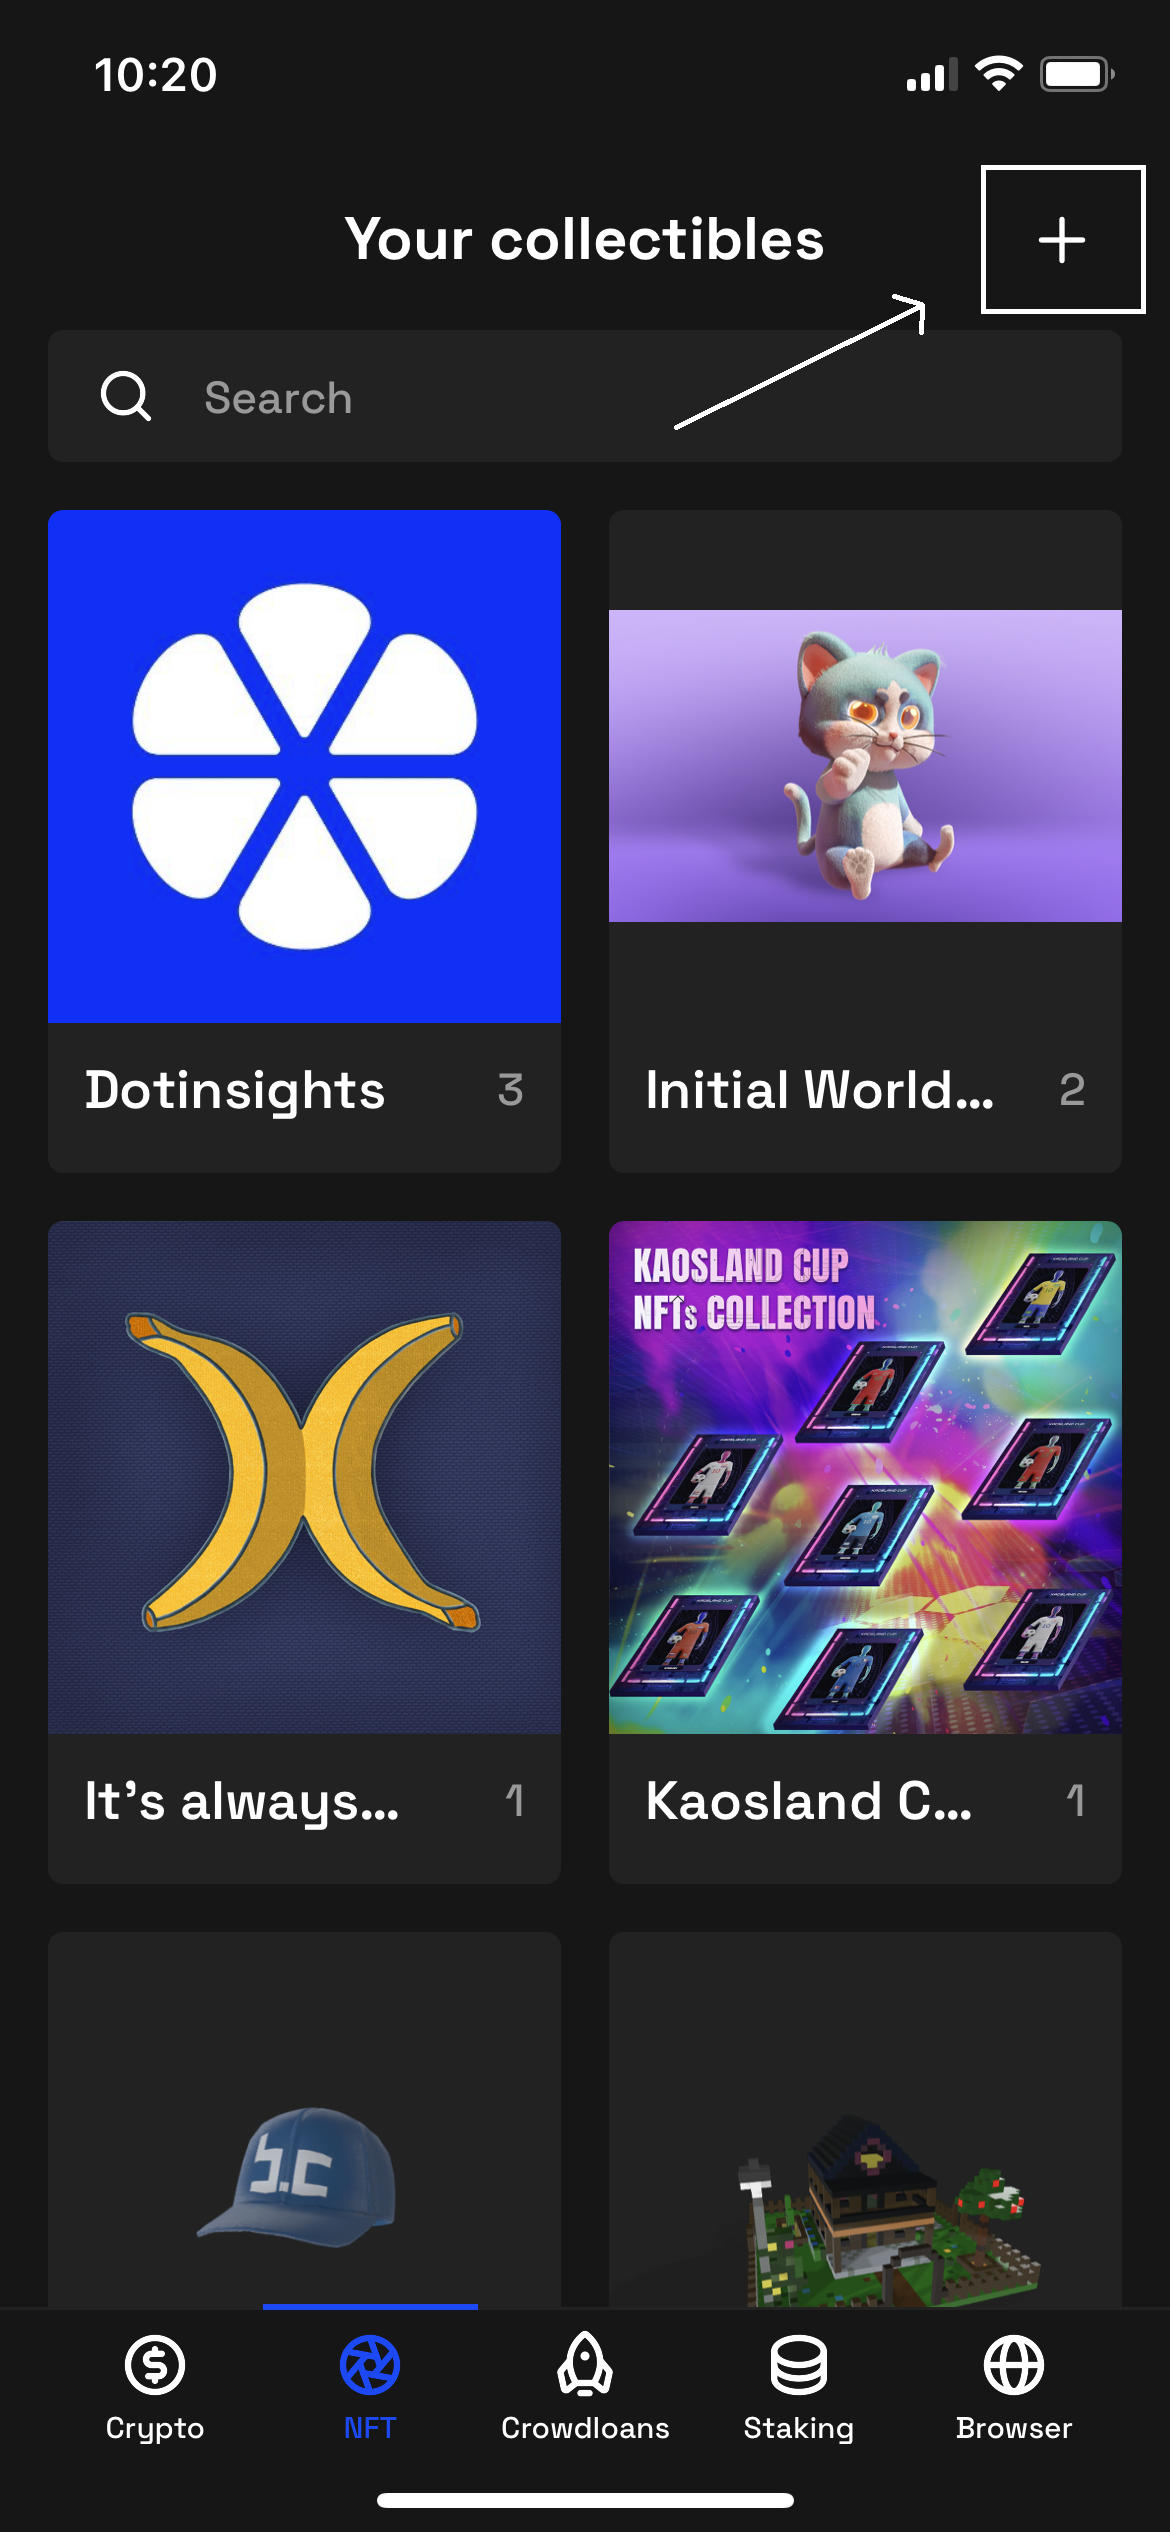 10:20
Your collectibles
Search
Dotinsights 3
Initial World... 2
KAOSLAND CUP
NFTs COLLECTION
It's always... 1
Kaosland C... 1
b.c
Crypto
NFT
Crowdloans
Staking
Browser